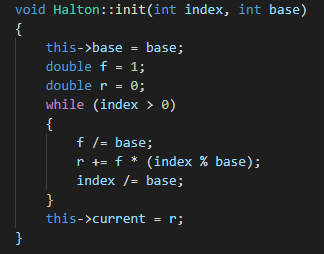 void Halton::init(int index, int base)
{
    this->base = base;
    double f = 1;
    double r = 0;
    while (index > 0)
    {
        f /= base;
        r += f * (index % base);
        index /= base;
    }
    this->current = r;
}